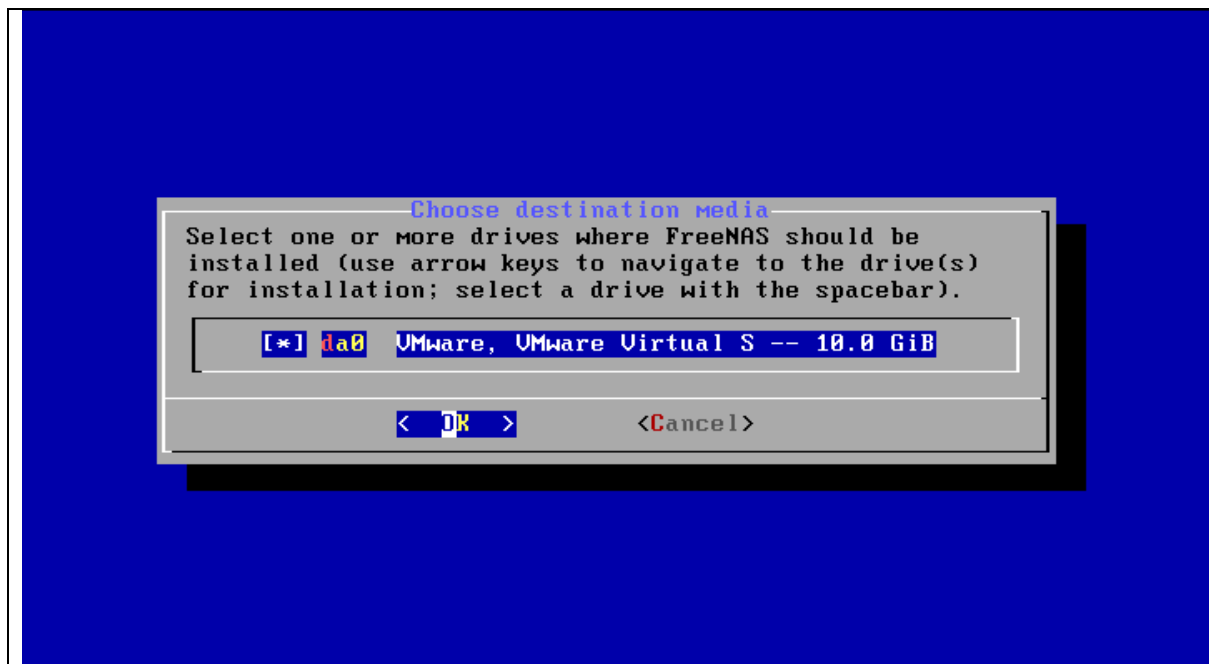 Choose destination media
Select one or more drives where FreeNAS should be
installed (use arrow keys to navigate to the drive(s)
for installation; select a drive with the spacebar).
[*] da0 VMware, VMware Virtual S -- 10.0 GiB
< OK > <Cancel>